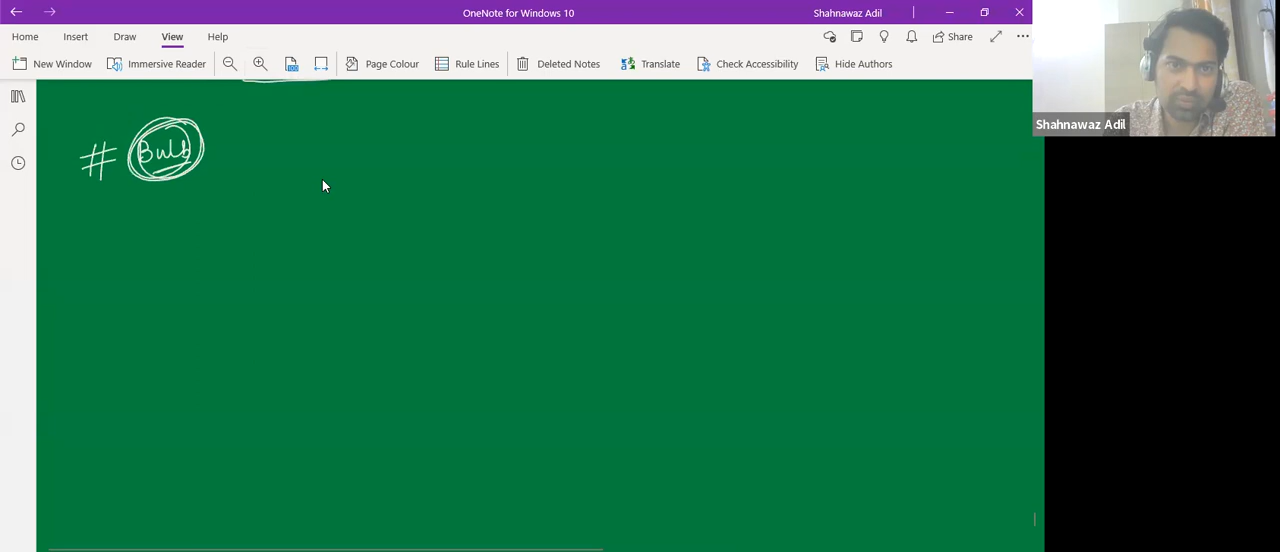 OneNote for Windows 10
Shahnawaz Adil
Home Insert Draw View Help
Share
New Window Immersive Reader Page Colour Rule Lines Deleted Notes Translate Check Accessibility Hide Authors
Shahnawaz Adil
# Bulb